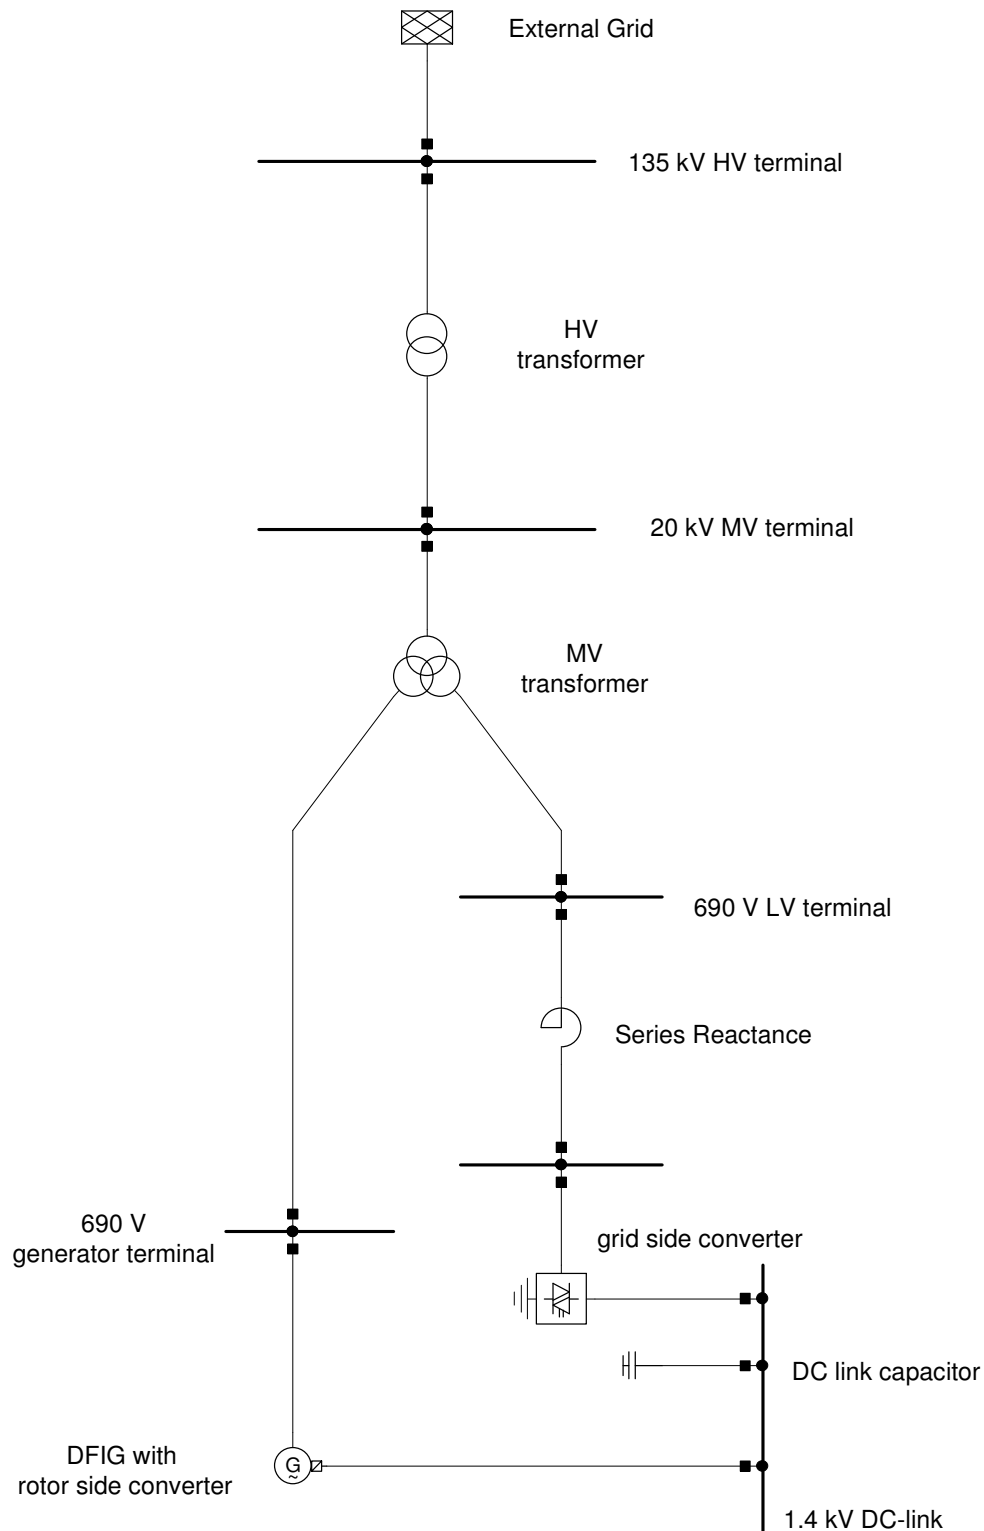 External Grid
135 kV HV terminal
HV
transformer
20 kV MV terminal
MV
transformer
690 V LV terminal
Series Reactance
690 V
generator terminal
grid side converter
DC link capacitor
DFIG with
rotor side converter
G
~
1.4 kV DC-link